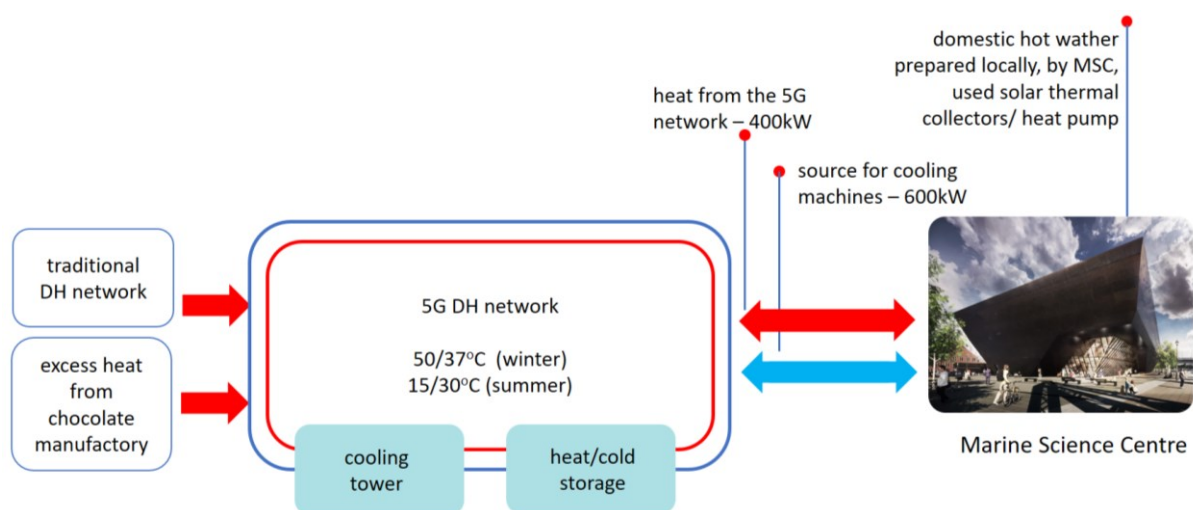 domestic hot wather
prepared locally, by MSC,
used solar thermal
collectors/ heat pump
heat from the 5G
network – 400kW
source for cooling
machines – 600kW
traditional
DH network
5G DH network
50/37°C (winter)
15/30°C (summer)
excess heat
from
chocolate
manufactory
cooling
tower
heat/cold
storage
Marine Science Centre